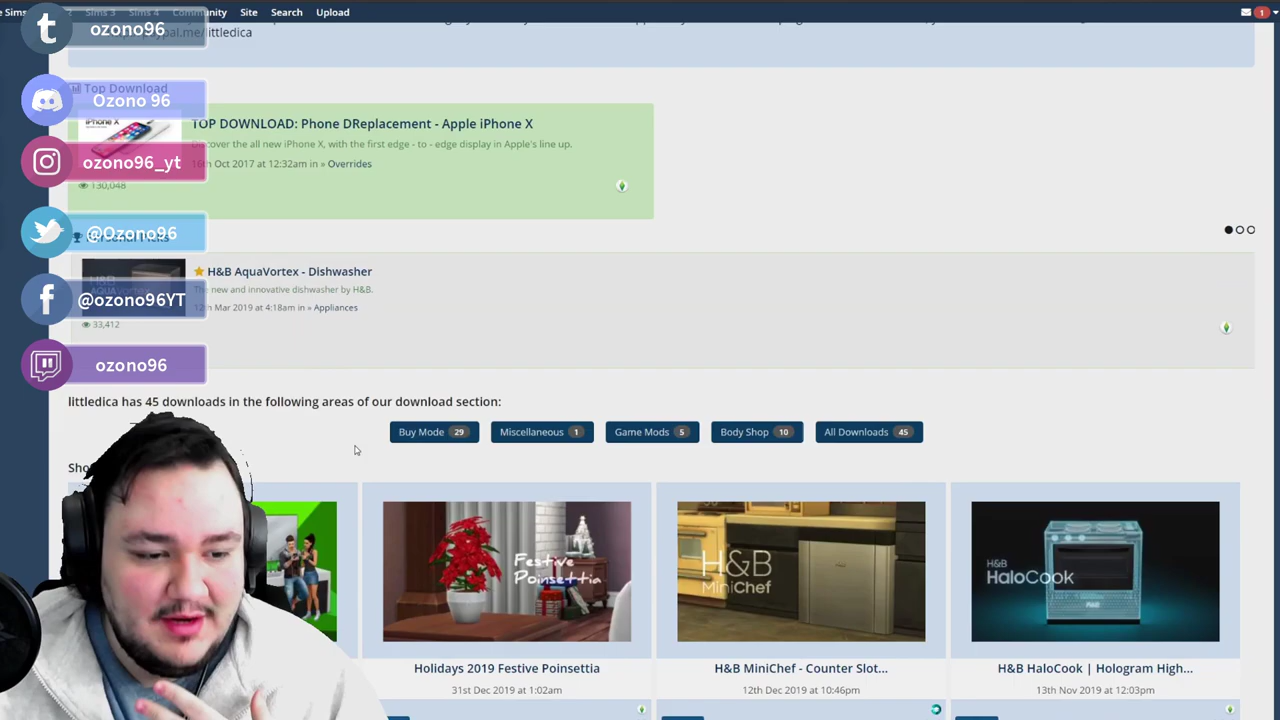 Sims 3 Sims 4 Community Site Search Upload 1
ypal.me/littledica
ozono96
Top Download
Ozono 96
ozono96_yt
@Ozono96
@ozono96YT
ozono96
iPhone X
TOP DOWNLOAD: Phone DReplacement - Apple iPhone X
Discover the all new iPhone X, with the first edge - to - edge display in Apple's line up.
16th Oct 2017 at 12:32am in » Overrides
130,048
H&B AquaVortex - Dishwasher
The new and innovative dishwasher by H&B.
12th Mar 2019 at 4:18am in » Appliances
33,412
littledica has 45 downloads in the following areas of our download section:
Buy Mode 29 Miscellaneous 1 Game Mods 5 Body Shop 10 All Downloads 45
Festive
Poinsettia
H&B
MiniChef
H&B
HaloCook
Holidays 2019 Festive Poinsettia
31st Dec 2019 at 1:02am
H&B MiniChef - Counter Slot...
12th Dec 2019 at 10:46pm
H&B HaloCook | Hologram High...
13th Nov 2019 at 12:03pm